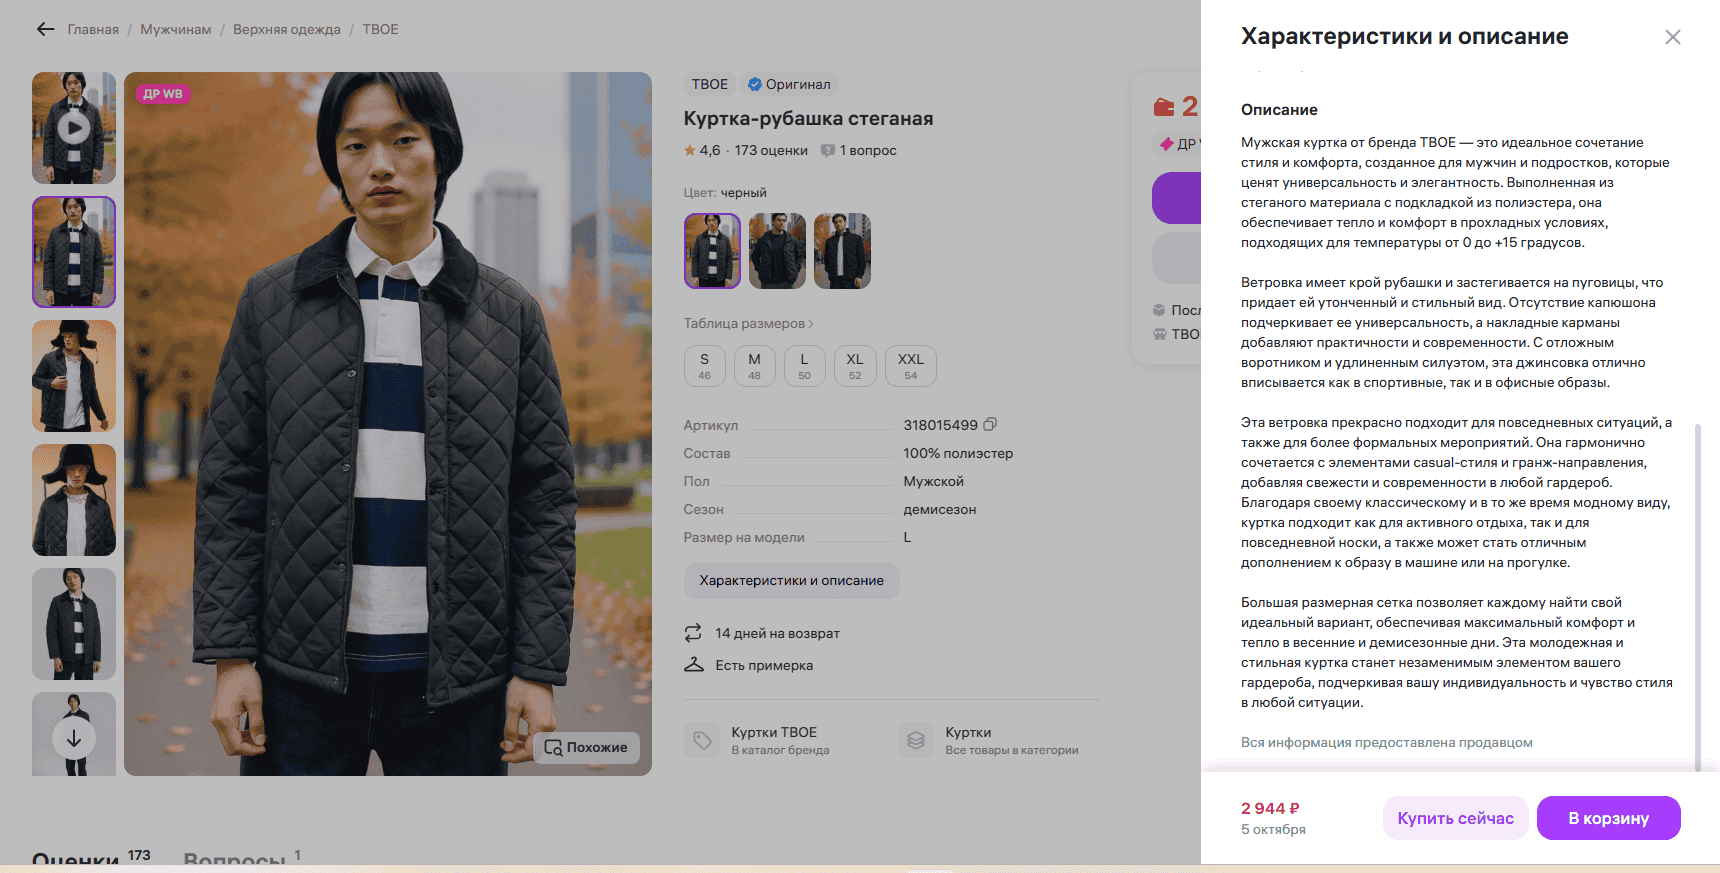 Главная / Мужчинам / Верхняя одежда / ТВОЕ
ДР WB
Похожие
ТВОЕ
Оригинал
Куртка-рубашка стеганая
4,6 · 173 оценки
1 вопрос
Цвет: черный
Таблица размеров
S
46
M
48
L
50
XL
52
XXL
54
Артикул 318015499
Состав 100% полиэстер
Пол Мужской
Сезон демисезон
Размер на модели L
Характеристики и описание
14 дней на возврат
Есть примерка
Куртки ТВОЕ
В каталог бренда
Куртки
Все товары в категории
Оценки 173
Вопросы 1
2
ДР
ТВО
Характеристики и описание
Описание
Мужская куртка от бренда ТВОЕ — это идеальное сочетание
стиля и комфорта, созданное для мужчин и подростков, которые
ценят универсальность и элегантность. Выполненная из
стеганого материала с подкладкой из полиэстера, она
обеспечивает тепло и комфорт в прохладных условиях,
подходящих для температуры от 0 до +15 градусов.
Ветровка имеет крой рубашки и застегивается на пуговицы, что
придает ей утонченный и стильный вид. Отсутствие капюшона
подчеркивает ее универсальность, а накладные карманы
добавляют практичности и современности. С отложным
воротником и удлиненным силуэтом, эта джинсовка отлично
вписывается как в спортивные, так и в офисные образы.
Эта ветровка прекрасно подходит для повседневных ситуаций, а
также для более формальных мероприятий. Она гармонично
сочетается с элементами casual-стиля и гранж-направления,
добавляя свежести и современности в любой гардероб.
Благодаря своему классическому и в то же время модному виду,
куртка подходит как для активного отдыха, так и для
повседневной носки, а также может стать отличным
дополнением к образу в машине или на прогулке.
Большая размерная сетка позволяет каждому найти свой
идеальный вариант, обеспечивая максимальный комфорт и
тепло в весенние и демисезонные дни. Эта молодежная и
стильная куртка станет незаменимым элементом вашего
гардероба, подчеркивая вашу индивидуальность и чувство стиля
в любой ситуации.
Вся информация предоставлена продавцом
2 944 ₽
5 октября
Купить сейчас
В корзину